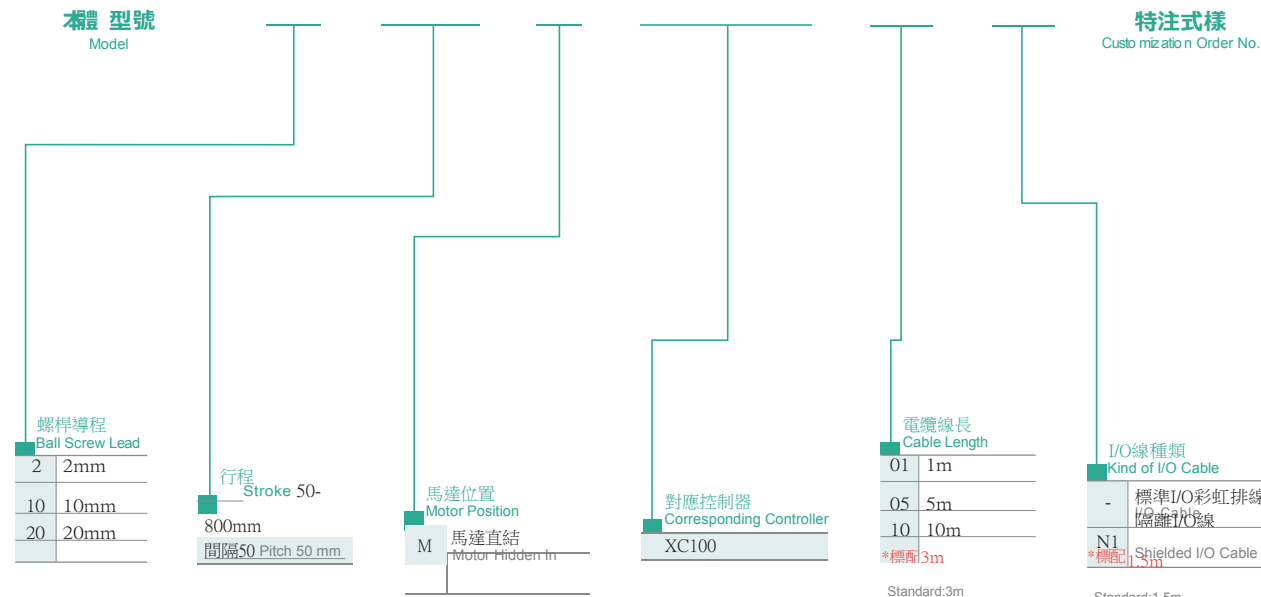 本體 型號
Model
特注式樣
Customization Order No.
螺桿導程
Ball Screw Lead
2 2mm
10 10mm
20 20mm
行程
Stroke 50-
800mm
間隔50 Pitch 50 mm
馬達位置
Motor Position
M 馬達直結
Motor Hidden In
對應控制器
Corresponding Controller
XC100
電纜線長
Cable Length
01 1m
05 5m
10 10m
*標配3m
Standard:3m
I/O線種類
Kind of I/O Cable
- 標準I/O彩虹排線
I/O Cable
隔離I/O線
N1 Shielded I/O Cable
*標配1.5m
Standard:1.5m